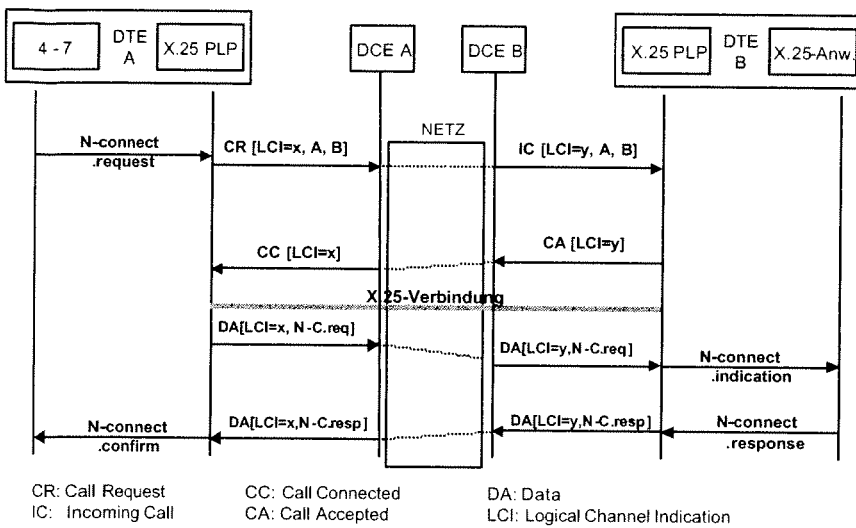 4 - 7
DTE
A
X.25 PLP
DCE A
DCE B
X.25 PLP
DTE
B
X.25-Anw.
NETZ
N-connect
.request
CR [LCI=x, A, B]
IC [LCI=y, A, B]
CC [LCI=x]
CA [LCI=y]
X.25-Verbindung
DA[LCI=x, N-C.req]
DA[LCI=y,N-C.req]
N-connect
.indication
N-connect
.confirm
DA[LCI=x,N-C.resp]
DA[LCI=y,N-C.resp]
N-connect
.response
CR: Call Request
CC: Call Connected
DA: Data
IC: Incoming Call
CA: Call Accepted
LCI: Logical Channel Indication